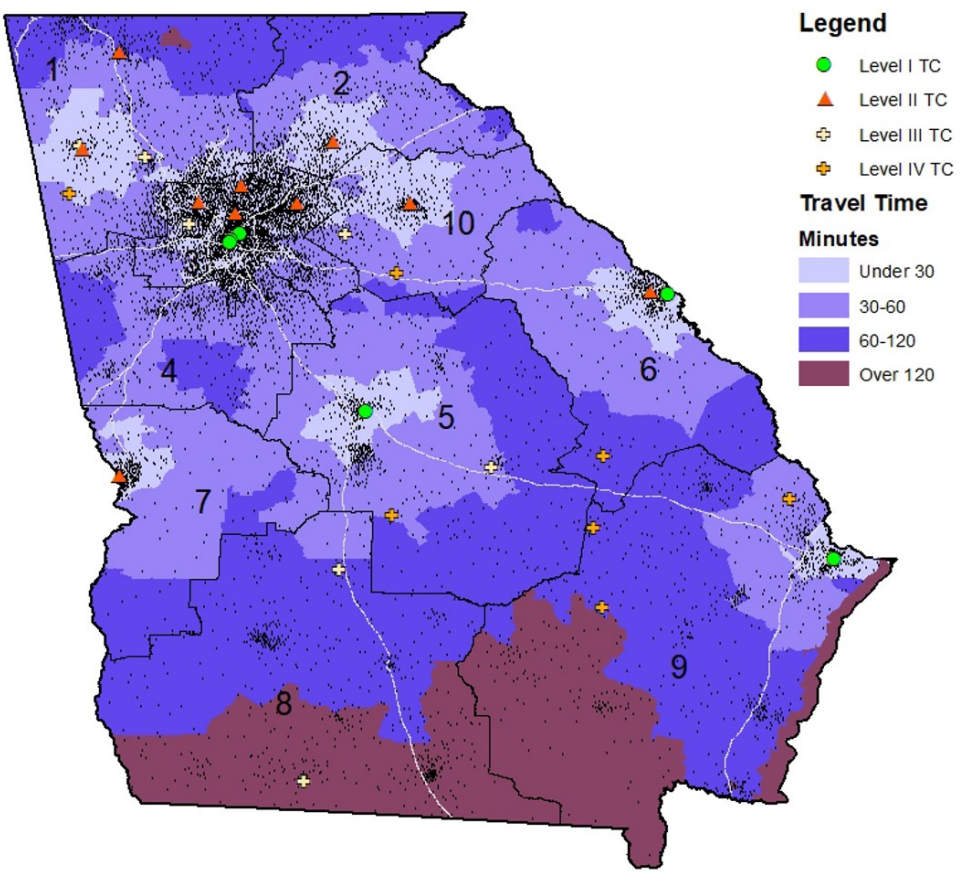 Legend
Level I TC
Level II TC
Level III TC
Level IV TC
Travel Time
Minutes
Under 30
30-60
60-120
Over 120
1
2
10
4
6
5
7
9
8